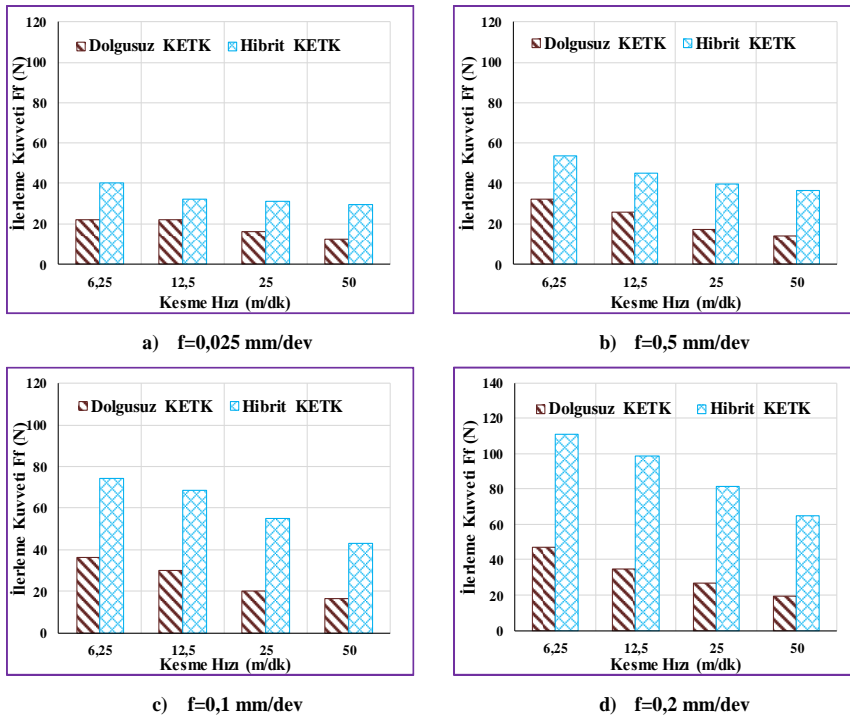 120
100
80
60
40
20
0
İlerleme Kuvveti Ff (N)
Dolgusuz KETK
Hibrit KETK
6,25
12,5
25
50
Kesme Hızı (m/dk)
a) f=0,025 mm/dev
120
100
80
60
40
20
0
İlerleme Kuvveti Ff (N)
Dolgusuz KETK
Hibrit KETK
6,25
12,5
25
50
Kesme Hızı (m/dk)
b) f=0,5 mm/dev
120
100
80
60
40
20
0
İlerleme Kuvveti Ff (N)
Dolgusuz KETK
Hibrit KETK
6,25
12,5
25
50
Kesme Hızı (m/dk)
c) f=0,1 mm/dev
140
120
100
80
60
40
20
0
İlerleme Kuvveti Ff (N)
Dolgusuz KETK
Hibrit KETK
6,25
12,5
25
50
Kesme Hızı (m/dk)
d) f=0,2 mm/dev